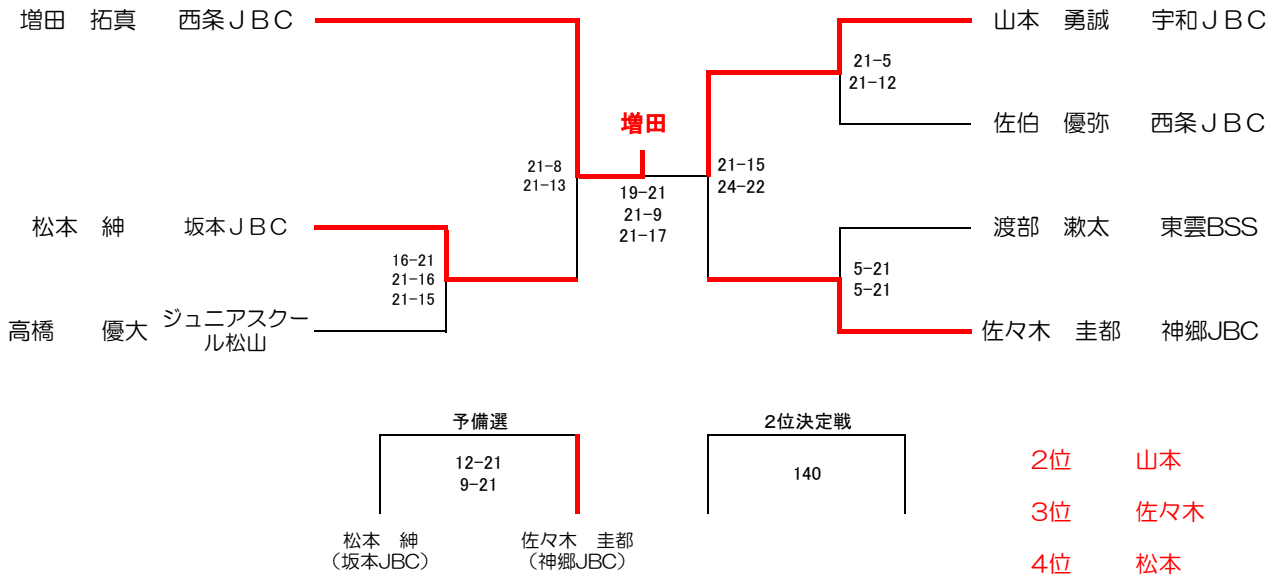 増田　拓真　西条ＪＢＣ
山本　勇誠　宇和ＪＢＣ
21-5
21-12
佐伯　優弥　西条ＪＢＣ
増田
21-8
21-13
19-21
21-9
21-17
21-15
24-22
松本　紳　坂本ＪＢＣ
渡部　漱太　東雲BSS
16-21
21-16
21-15
5-21
5-21
高橋　優大　ジュニアスクー
ル松山
佐々木　圭都　神郷JBC
予備選
12-21
9-21
松本　紳
（坂本JBC）
佐々木　圭都
（神郷JBC）
2位決定戦
140
2位　山本
3位　佐々木
4位　松本